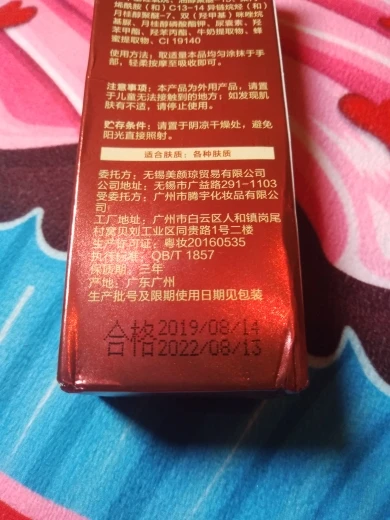 烯酰胺（和）C13-14 异链烷烃（和）
月桂醇聚醚-7、双（羟甲基）咪唑烷
基脲、月桂醇磷酸酯钾、尿囊素、羟
苯甲酯、羟苯丙酯、牛奶提取物、蜂
蜜提取物、CI 19140
使用方法：取适量本品均匀涂抹于手
部，轻柔按摩至吸收即可。
注意事项：本品为外用产品，请置
于儿童无法接触到的地方；如发现肌
肤有不适，请停止使用。
贮存条件：请置于阴凉干燥处，避免
阳光直接照射。
适合肤质：各种肤质
委托方：无锡美颜琼贸易有限公司
公司地址：无锡市广益路291-1103
受委托方：广州市腾宇化妆品有限公
司
工厂地址：广州市白云区人和镇岗尾
村窝贝刘工业区同贵路1号二楼
生产许可证：粤妆20160535
执行标准：QB/T 1857
保质期：三年
产地：广东广州
生产批号及限期使用日期见包装
合格 2019/08/14
2022/08/13